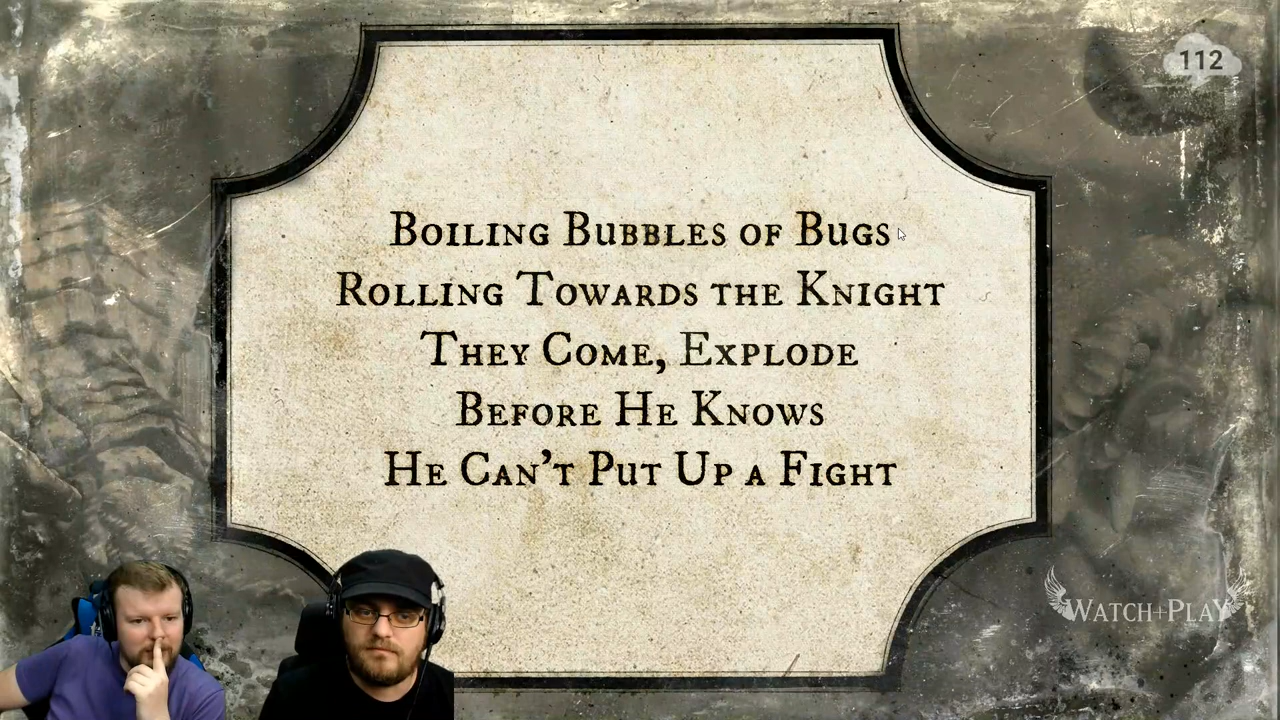 112
Boiling Bubbles of Bugs
Rolling Towards the Knight
They Come, Explode
Before He Knows
He Can't Put Up a Fight
Watch+Play